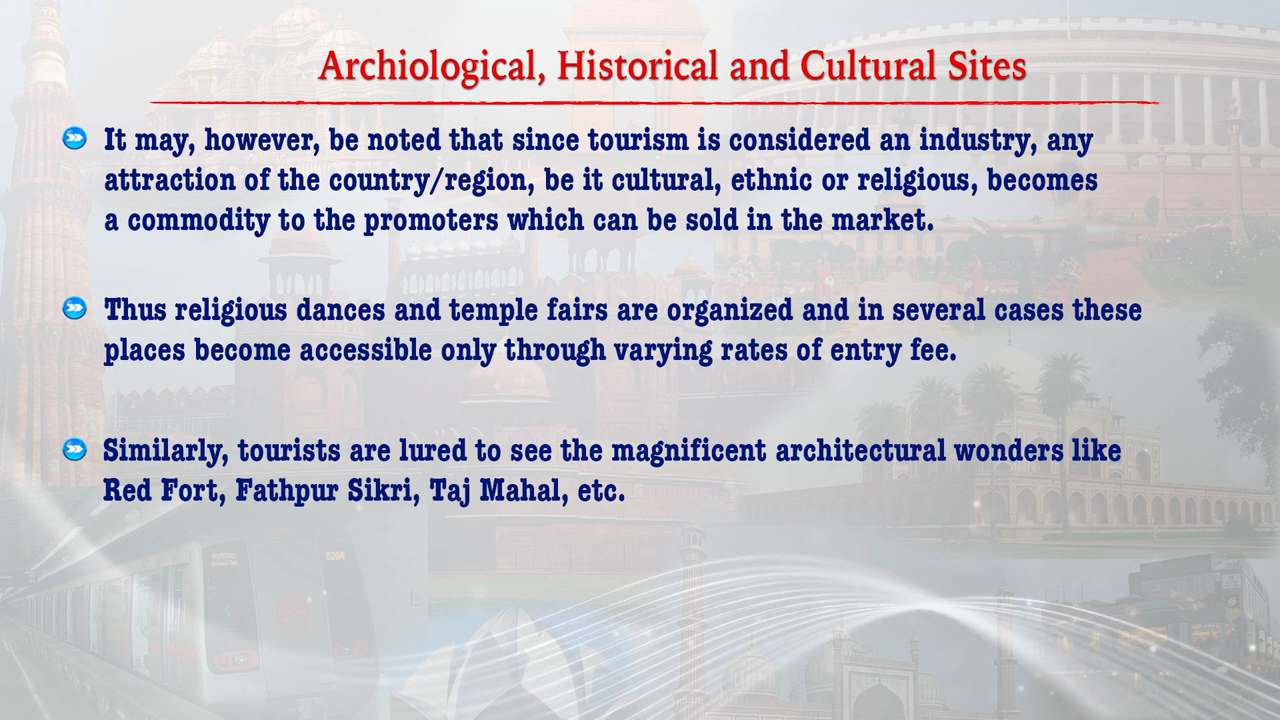 Archiological, Historical and Cultural Sites
It may, however, be noted that since tourism is considered an industry, any
attraction of the country/region, be it cultural, ethnic or religious, becomes
a commodity to the promoters which can be sold in the market.
Thus religious dances and temple fairs are organized and in several cases these
places become accessible only through varying rates of entry fee.
Similarly, tourists are lured to see the magnificent architectural wonders like
Red Fort, Fathpur Sikri, Taj Mahal, etc.